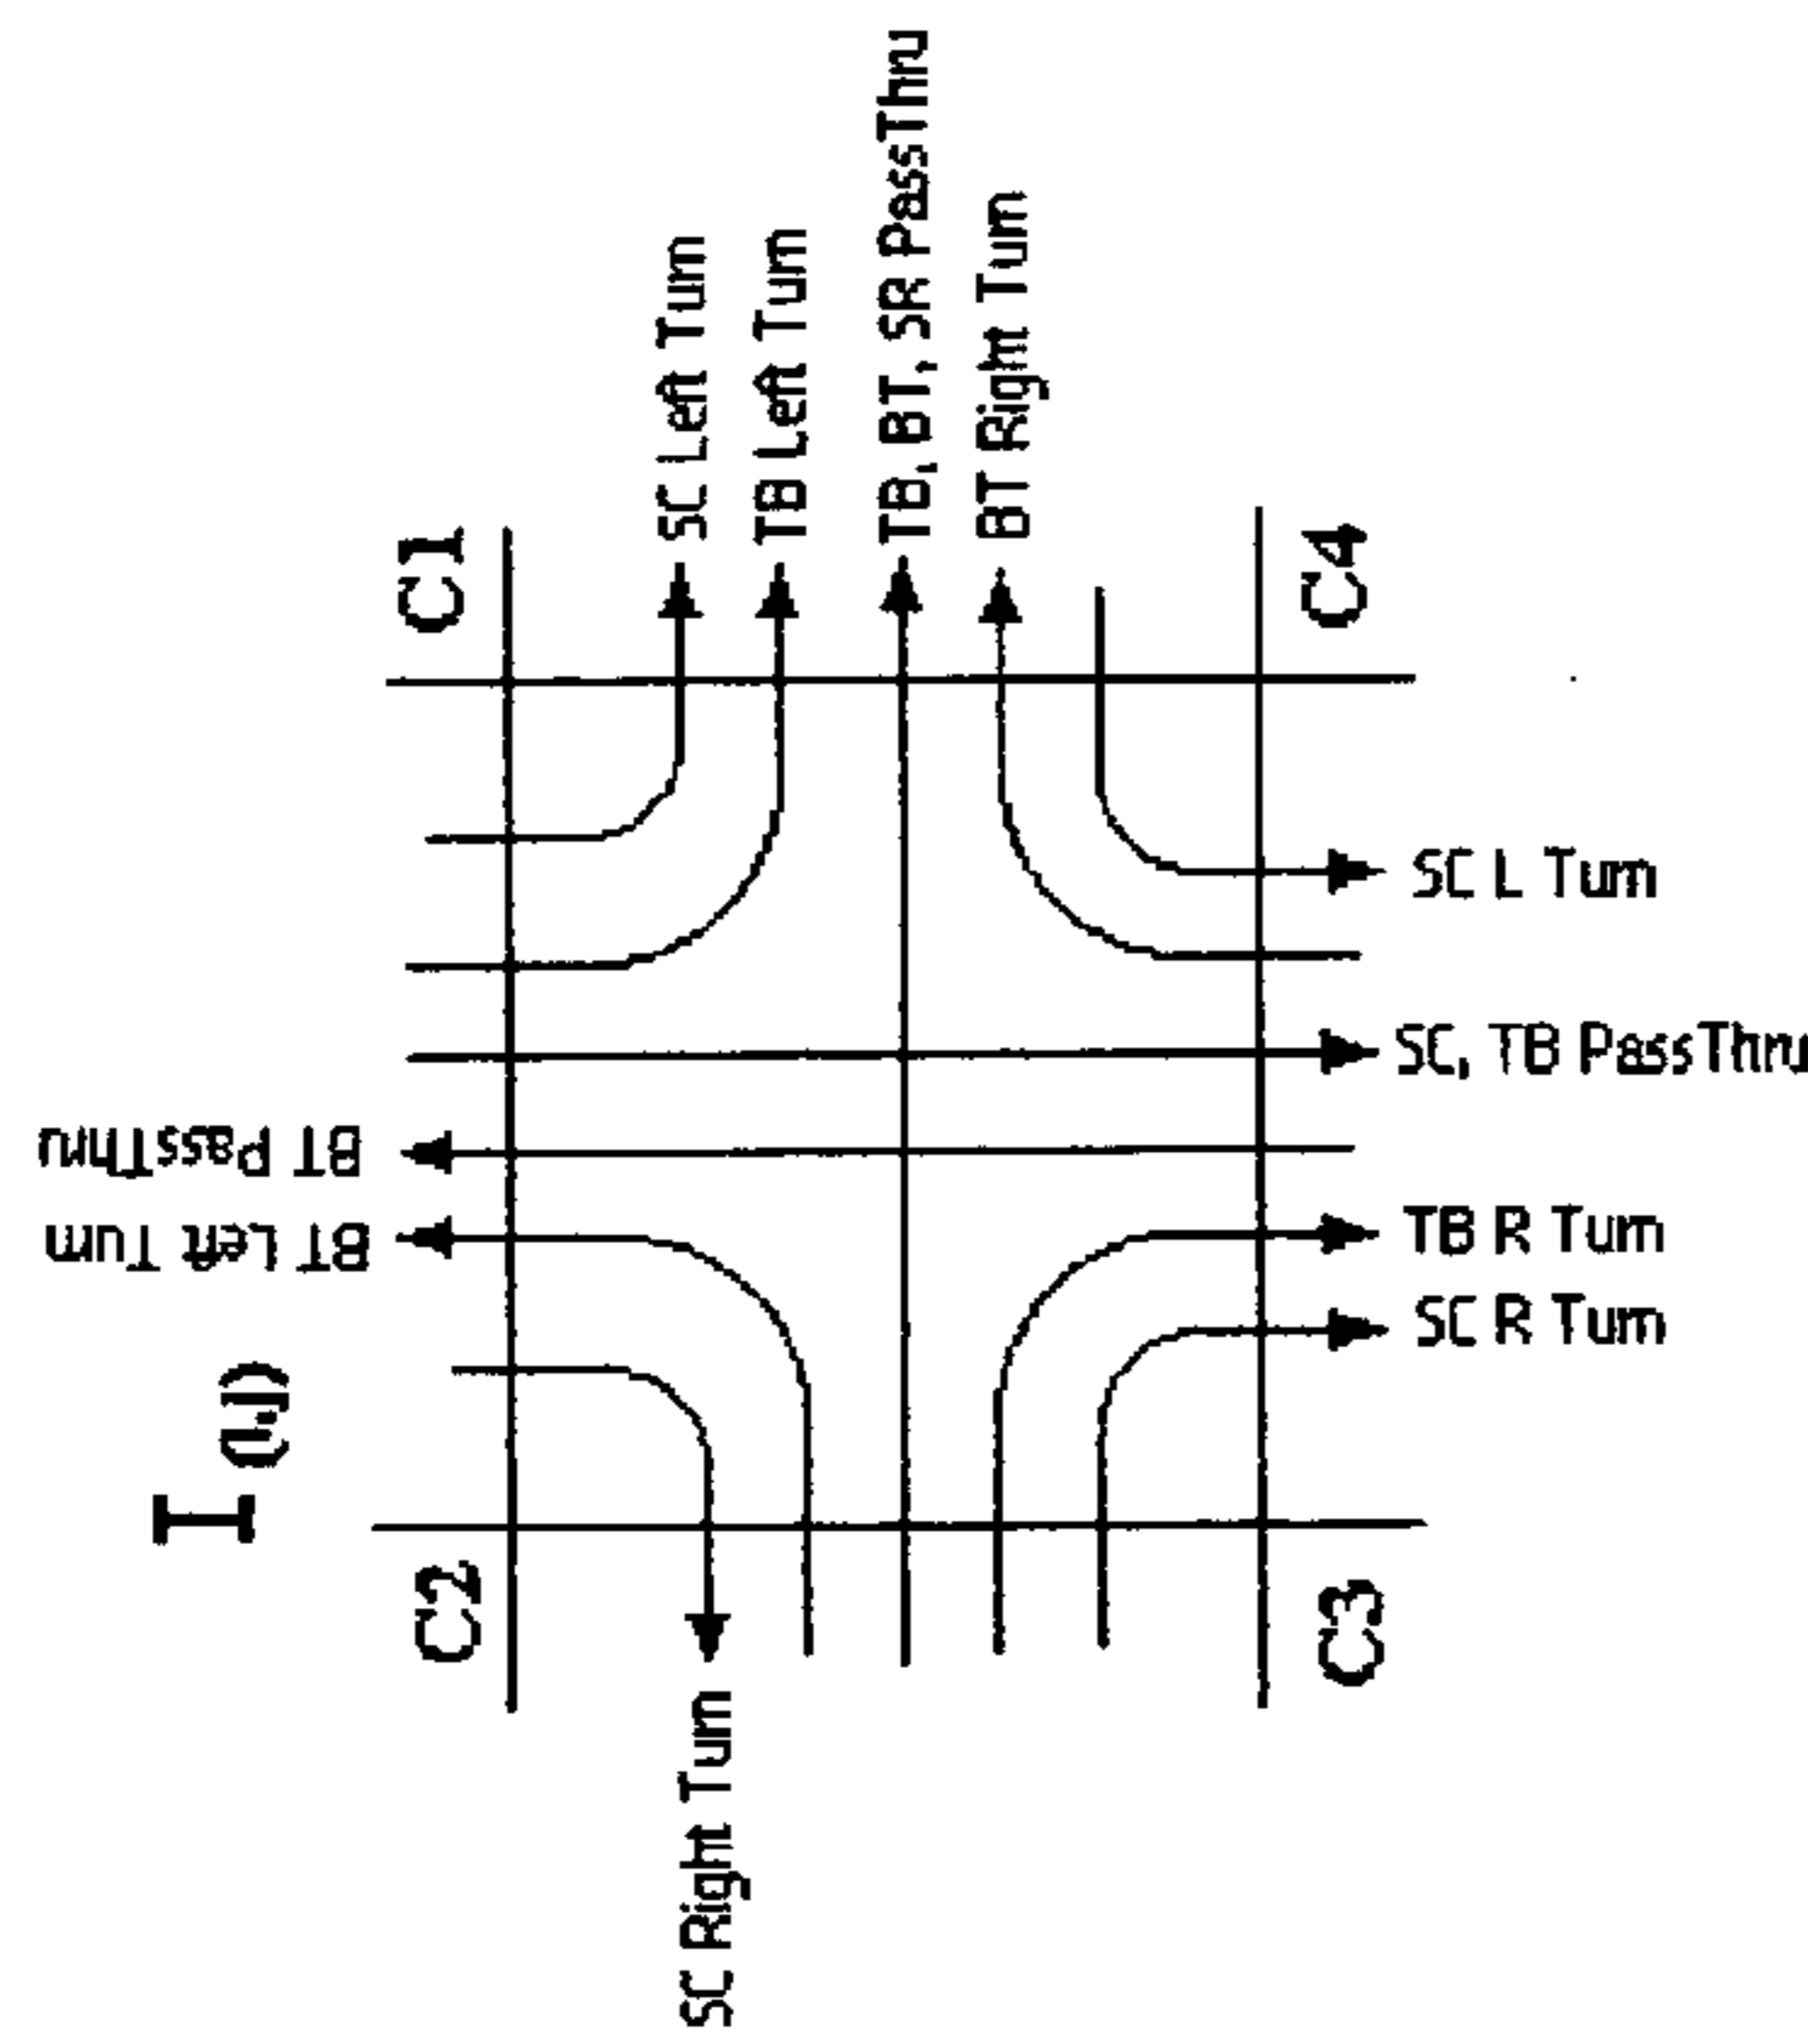 C1
SC Left Turn
TB Left Turn
TB, BT, SR PassThru
BT Right Turn
C4
SC L Turn
SC, TB PassThru
BT PassThru
BT Left Turn
TB R Turn
SC R Turn
I (i,j)
C2
C3
SC Right Turn